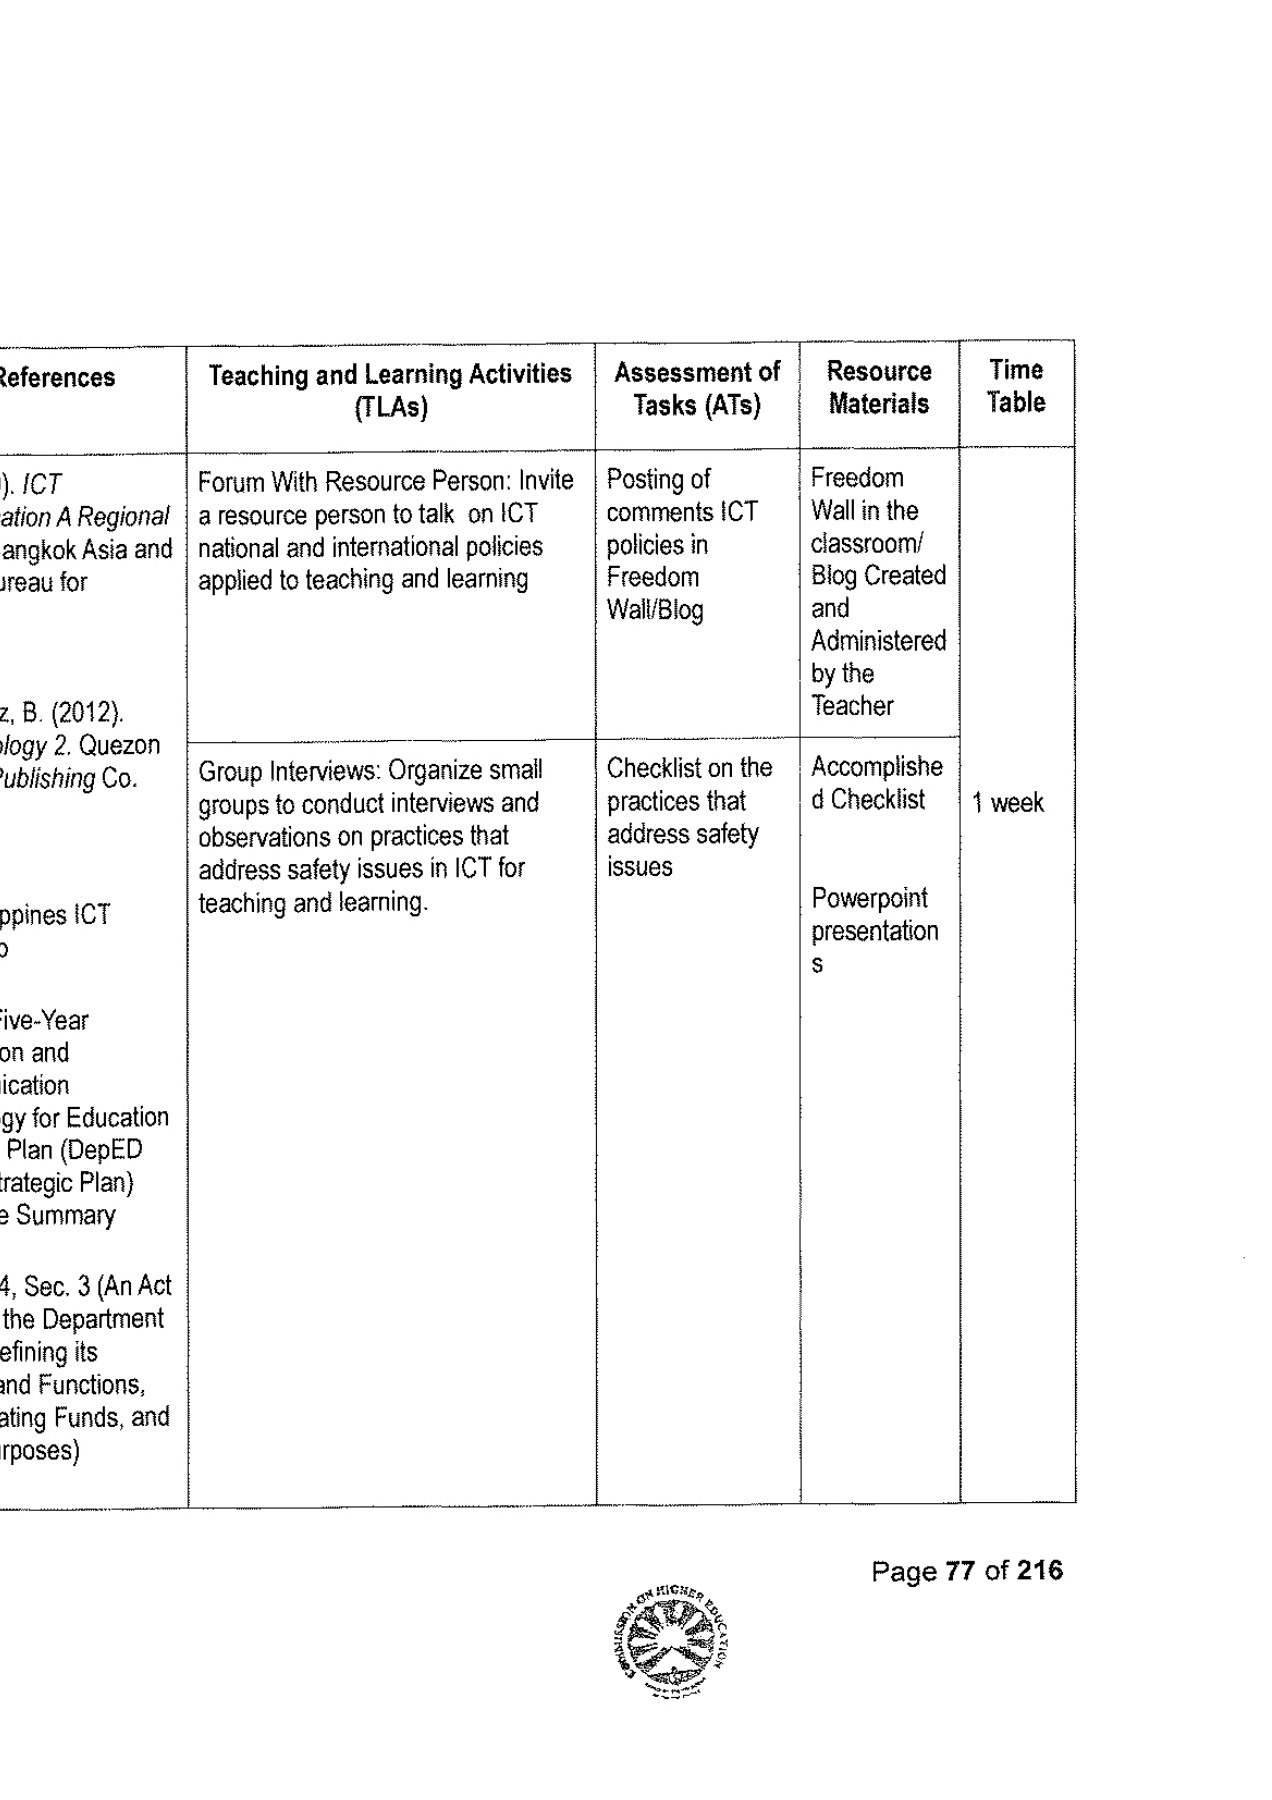 References
Teaching and Learning Activities
(TLAs)
Assessment of
Tasks (ATs)
Resource
Materials
Time
Table
). ICT
ation A Regional
angkok Asia and
ureau for
z, B. (2012).
ology 2. Quezon
Publishing Co.
ppines ICT
Five-Year
on and
ication
gy for Education
Plan (DepED
trategic Plan)
e Summary
4, Sec. 3 (An Act
the Department
efining its
and Functions,
ating Funds, and
rposes)
Forum With Resource Person: Invite
a resource person to talk on ICT
national and international policies
applied to teaching and learning
Posting of
comments ICT
policies in
Freedom
Wall/Blog
Freedom
Wall in the
classroom/
Blog Created
and
Administered
by the
Teacher
Group Interviews: Organize small
groups to conduct interviews and
observations on practices that
address safety issues in ICT for
teaching and learning.
Checklist on the
practices that
address safety
issues
Accomplishe
d Checklist
Powerpoint
presentation
s
1 week
Page 77 of 216
COMMISSION ON HIGHER EDUCATION